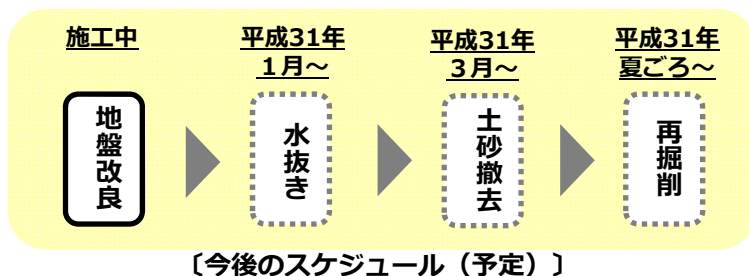 施工中
平成31年
1月～
平成31年
3月～
平成31年
夏ごろ～
地盤改良
水抜き
土砂撤去
再掘削
〔今後のスケジュール（予定）〕